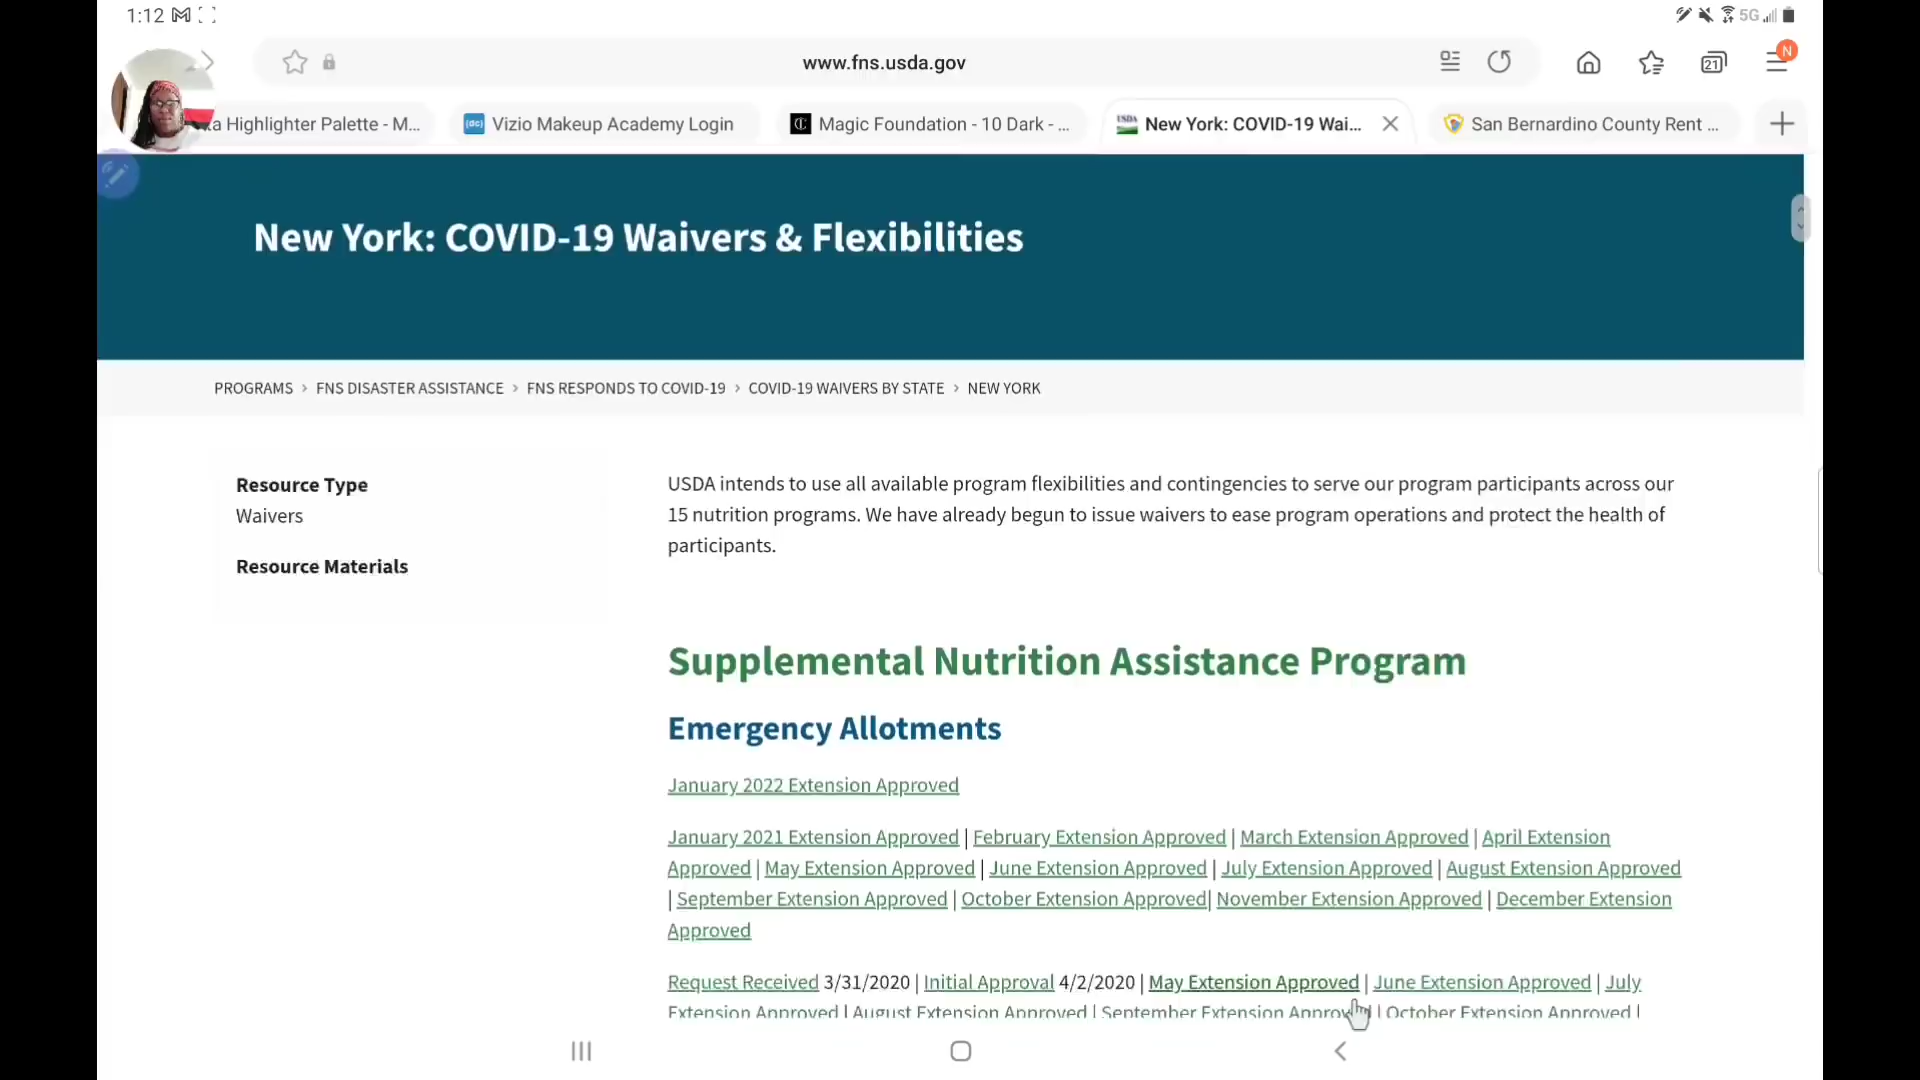 1:12
5G
www.fns.usda.gov
21
N
a Highlighter Palette - M...
Vizio Makeup Academy Login
Magic Foundation - 10 Dark - ...
USDA
New York: COVID-19 Wai...
San Bernardino County Rent ...
New York: COVID-19 Waivers & Flexibilities
PROGRAMS > FNS DISASTER ASSISTANCE > FNS RESPONDS TO COVID-19 > COVID-19 WAIVERS BY STATE > NEW YORK
Resource Type
Waivers
Resource Materials
USDA intends to use all available program flexibilities and contingencies to serve our program participants across our
15 nutrition programs. We have already begun to issue waivers to ease program operations and protect the health of
participants.
Supplemental Nutrition Assistance Program
Emergency Allotments
January 2022 Extension Approved
January 2021 Extension Approved | February Extension Approved | March Extension Approved | April Extension
Approved | May Extension Approved | June Extension Approved | July Extension Approved | August Extension Approved
| September Extension Approved | October Extension Approved| November Extension Approved | December Extension
Approved
Request Received 3/31/2020 | Initial Approval 4/2/2020 | May Extension Approved | June Extension Approved | July
Extension Approved | August Extension Approved | September Extension Approved | October Extension Approved |